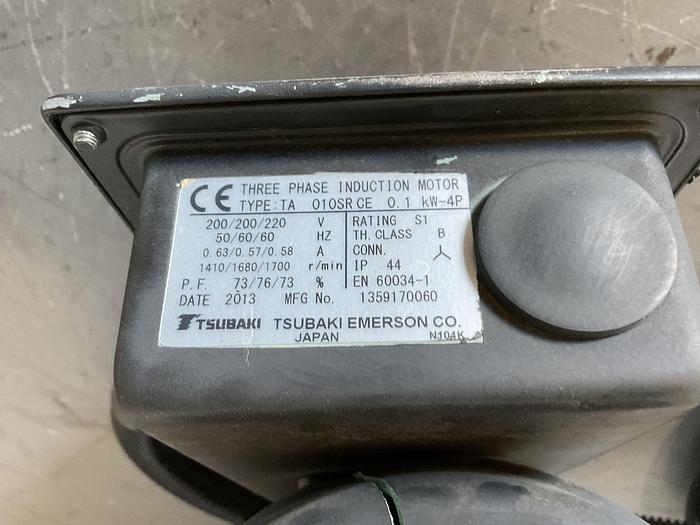 CE THREE PHASE INDUCTION MOTOR
TYPE:TA 010SRCE 0.1 kW-4P
200/200/220 V RATING S1
50/60/60 HZ TH. CLASS B
0.63/0.57/0.58 A CONN.
1410/1680/1700 r/min IP 44
P.F. 73/76/73 % EN 60034-1
DATE 2013 MFG No. 1359170060
TSUBAKI TSUBAKI EMERSON CO.
JAPAN N104K